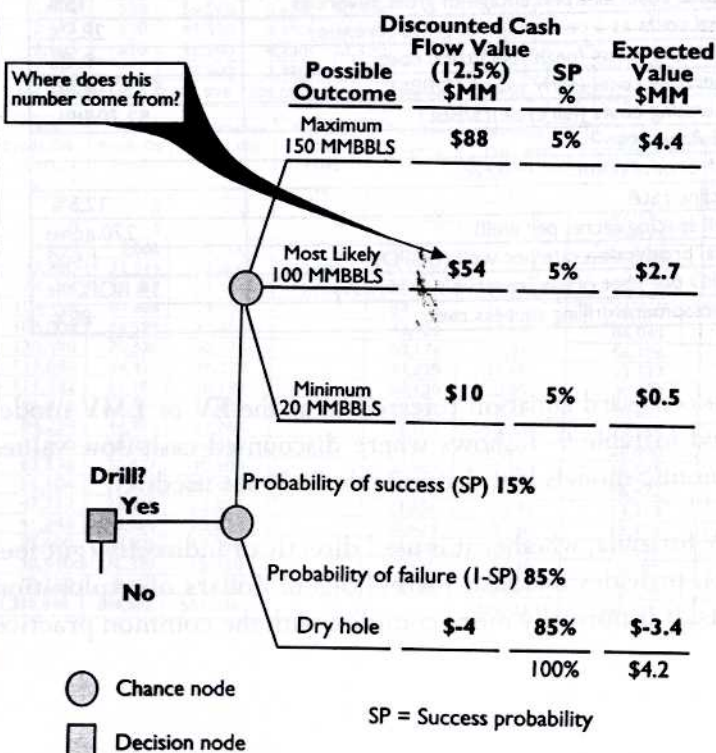 Discounted Cash
Flow Value
(12.5%)
$MM
Possible
Outcome
SP
%
Expected
Value
$MM
Where does this
number come from?
Maximum
150 MMBBLS
$88 5% $4.4
Most Likely
100 MMBBLS
$54 5% $2.7
Minimum
20 MMBBLS
$10 5% $0.5
Probability of success (SP) 15%
Drill?
Yes
No
Probability of failure (1-SP) 85%
Dry hole $-4 85% $-3.4
100% $4.2
Chance node
SP = Success probability
Decision node